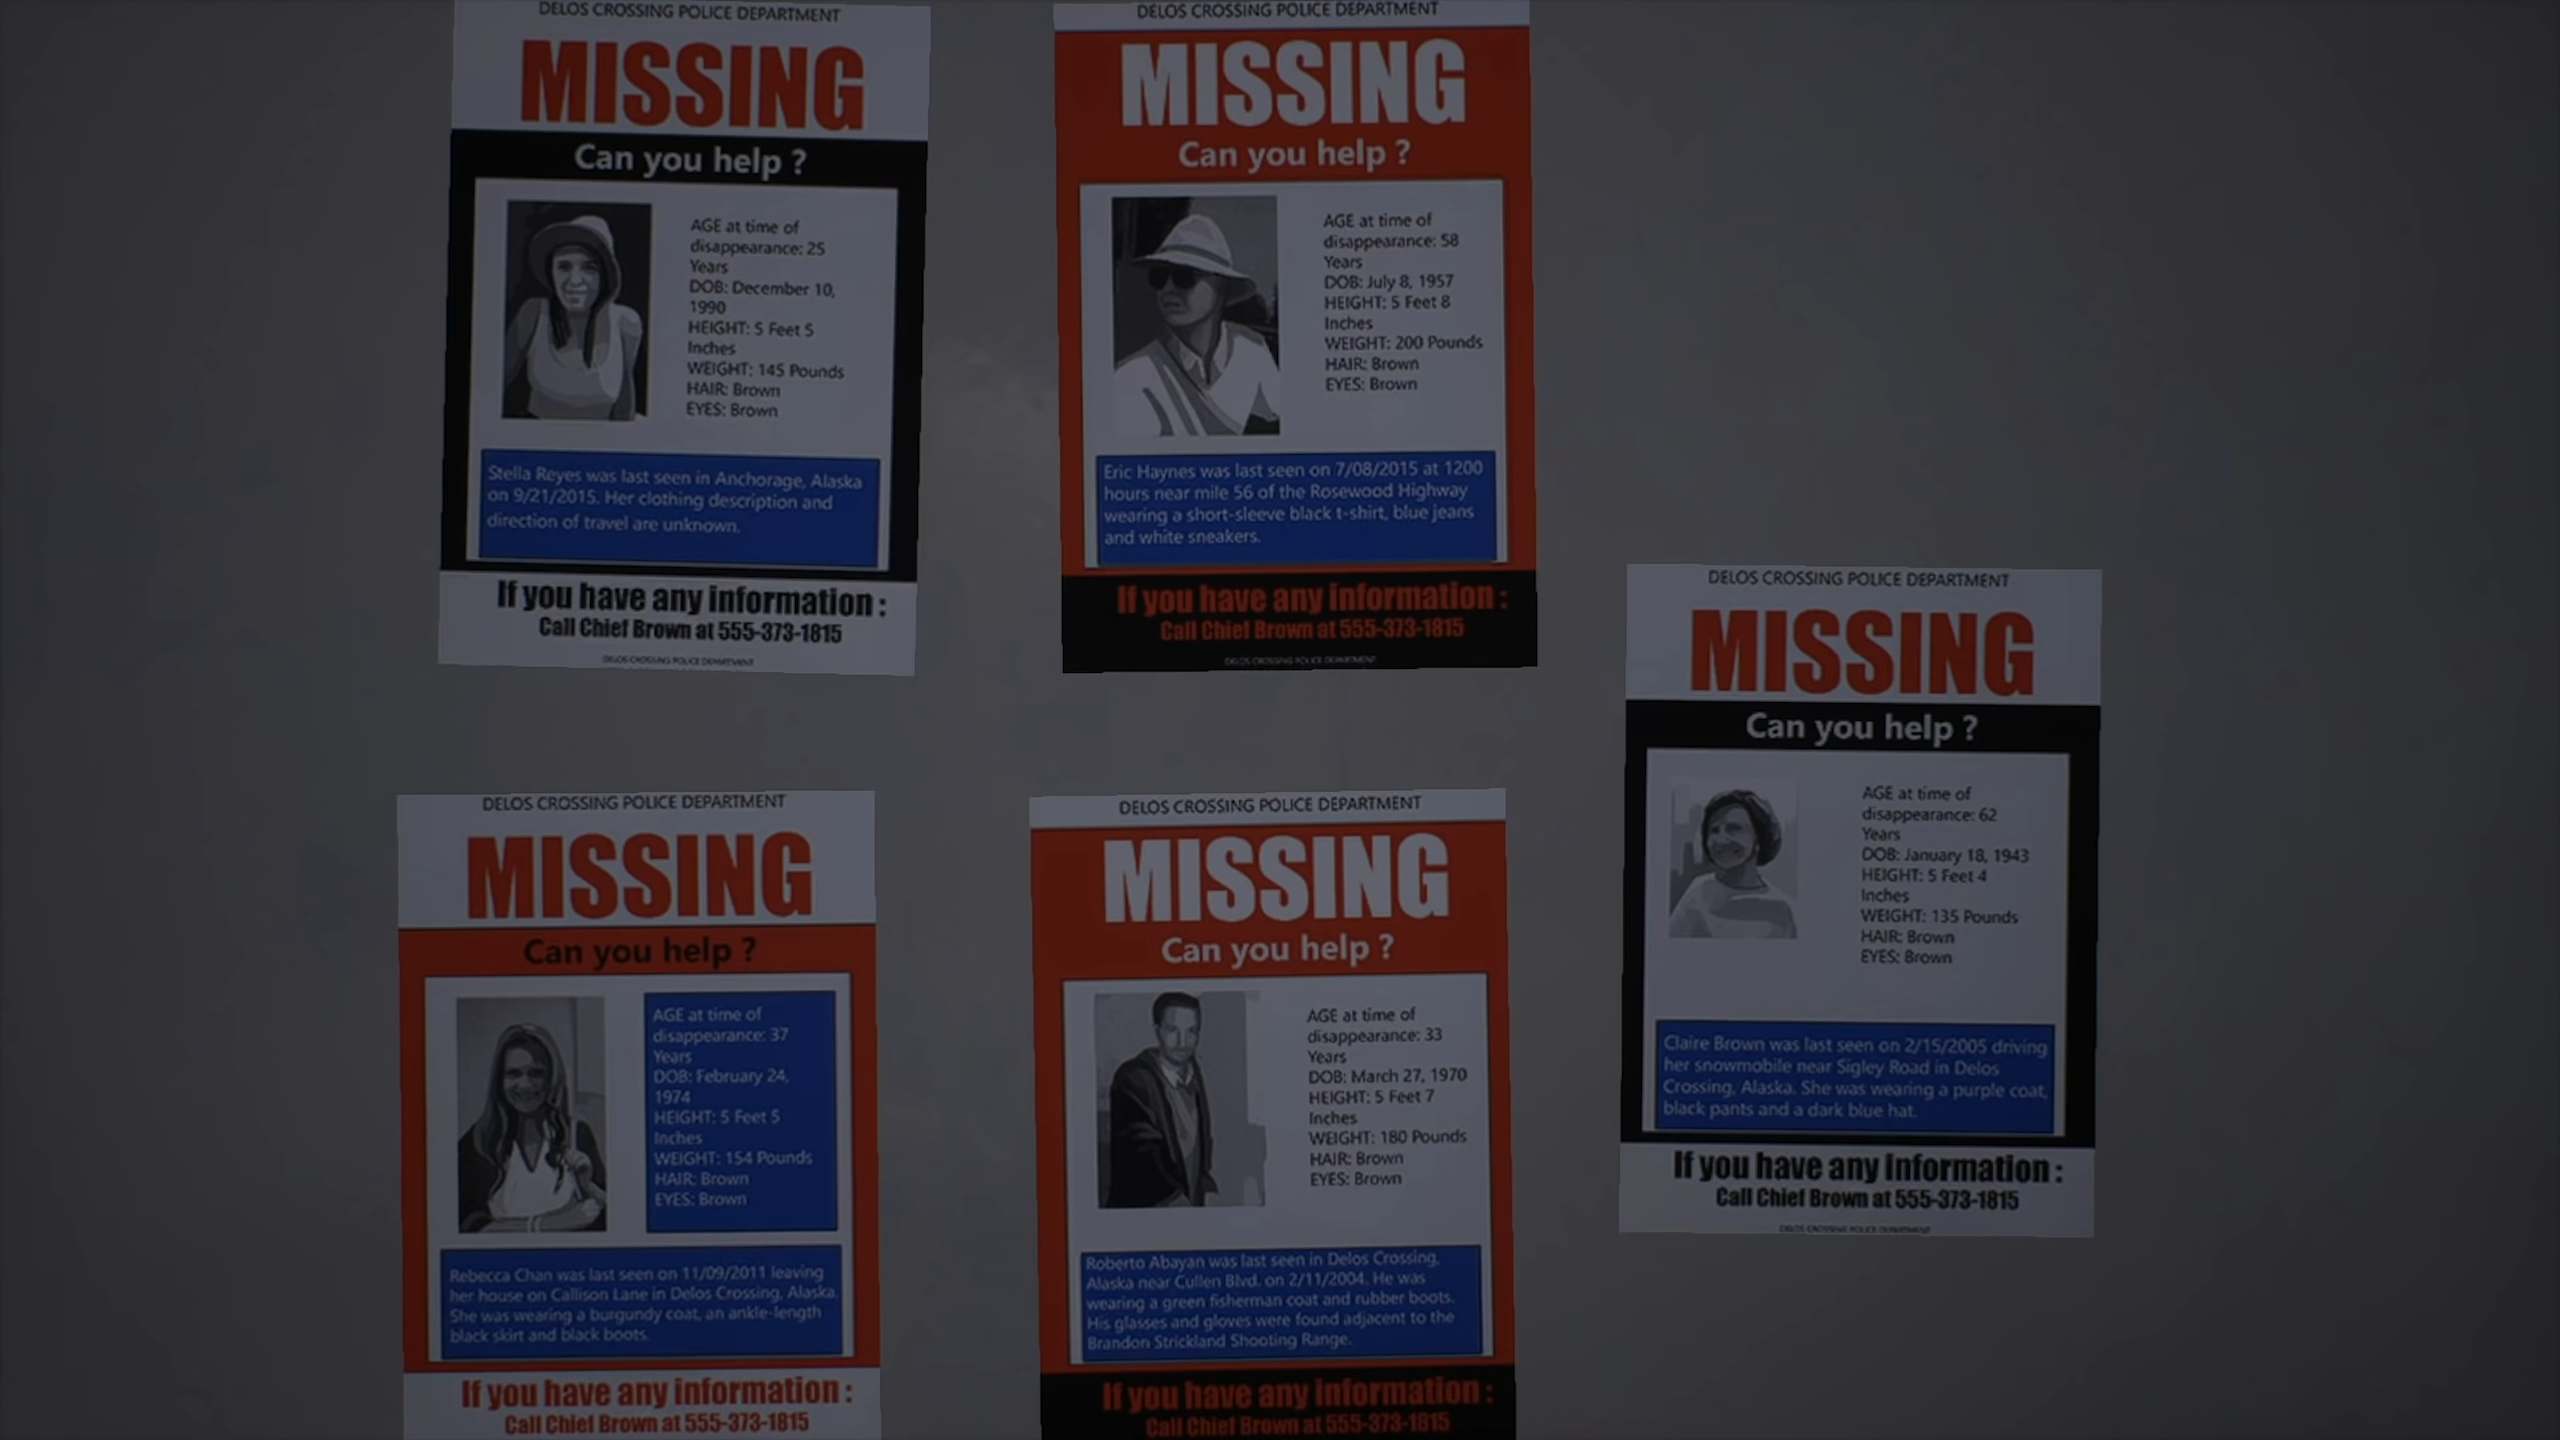 DELOS CROSSING POLICE DEPARTMENT
MISSING
Can you help ?
AGE at time of
disappearance: 25
Years
DOB: December 10,
1990
HEIGHT: 5 Feet 5
Inches
WEIGHT: 145 Pounds
HAIR: Brown
EYES: Brown
Stella Reyes was last seen in Anchorage, Alaska
on 9/21/2015. Her clothing description and
direction of travel are unknown.
If you have any information :
Call Chief Brown at 555-373-1815
DELOS CROSSING POLICE DEPARTMENT
DELOS CROSSING POLICE DEPARTMENT
MISSING
Can you help ?
AGE at time of
disappearance: 58
Years
DOB: July 8, 1957
HEIGHT: 5 Feet 8
Inches
WEIGHT: 200 Pounds
HAIR: Brown
EYES: Brown
Eric Haynes was last seen on 7/08/2015 at 1200
hours near mile 56 of the Rosewood Highway
wearing a short-sleeve black t-shirt, blue jeans
and white sneakers.
If you have any information :
Call Chief Brown at 555-373-1815
DELOS CROSSING POLICE DEPARTMENT
DELOS CROSSING POLICE DEPARTMENT
MISSING
Can you help ?
AGE at time of
disappearance: 62
Years
DOB: January 18, 1943
HEIGHT: 5 Feet 4
Inches
WEIGHT: 135 Pounds
HAIR: Brown
EYES: Brown
Claire Brown was last seen on 2/15/2005 driving
her snowmobile near Sigley Road in Delos
Crossing, Alaska. She was wearing a purple coat,
black pants and a dark blue hat.
If you have any information :
Call Chief Brown at 555-373-1815
DELOS CROSSING POLICE DEPARTMENT
DELOS CROSSING POLICE DEPARTMENT
MISSING
Can you help ?
AGE at time of
disappearance: 37
Years
DOB: February 24,
1974
HEIGHT: 5 Feet 5
Inches
WEIGHT: 154 Pounds
HAIR: Brown
EYES: Brown
Rebecca Chan was last seen on 11/09/2011 leaving
her house on Callison Lane in Delos Crossing, Alaska.
She was wearing a burgundy coat, an ankle-length
black skirt and black boots.
If you have any information :
Call Chief Brown at 555-373-1815
DELOS CROSSING POLICE DEPARTMENT
MISSING
Can you help ?
AGE at time of
disappearance: 33
Years
DOB: March 27, 1970
HEIGHT: 5 Feet 7
Inches
WEIGHT: 180 Pounds
HAIR: Brown
EYES: Brown
Roberto Abayan was last seen in Delos Crossing,
Alaska near Cullen Blvd. on 2/11/2004. He was
wearing a green fisherman coat and rubber boots.
His glasses and gloves were found adjacent to the
Brandon Strickland Shooting Range.
If you have any information :
Call Chief Brown at 555-373-1815